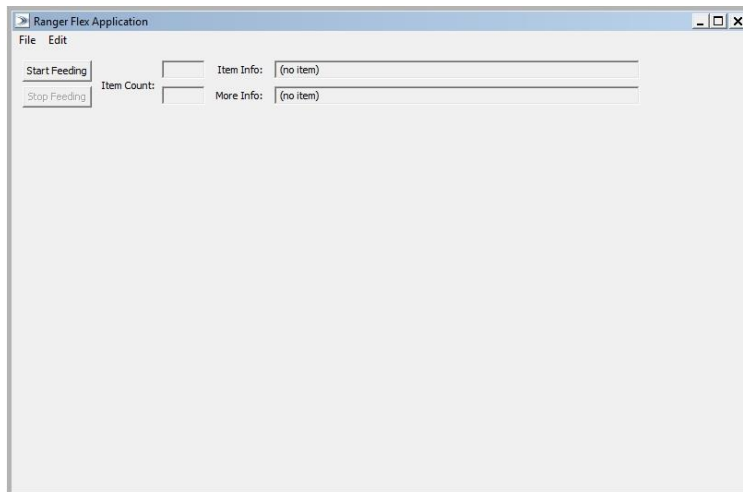 Ranger Flex Application
File Edit
Start Feeding
Stop Feeding
Item Count:
Item Info: (no item)
More Info: (no item)